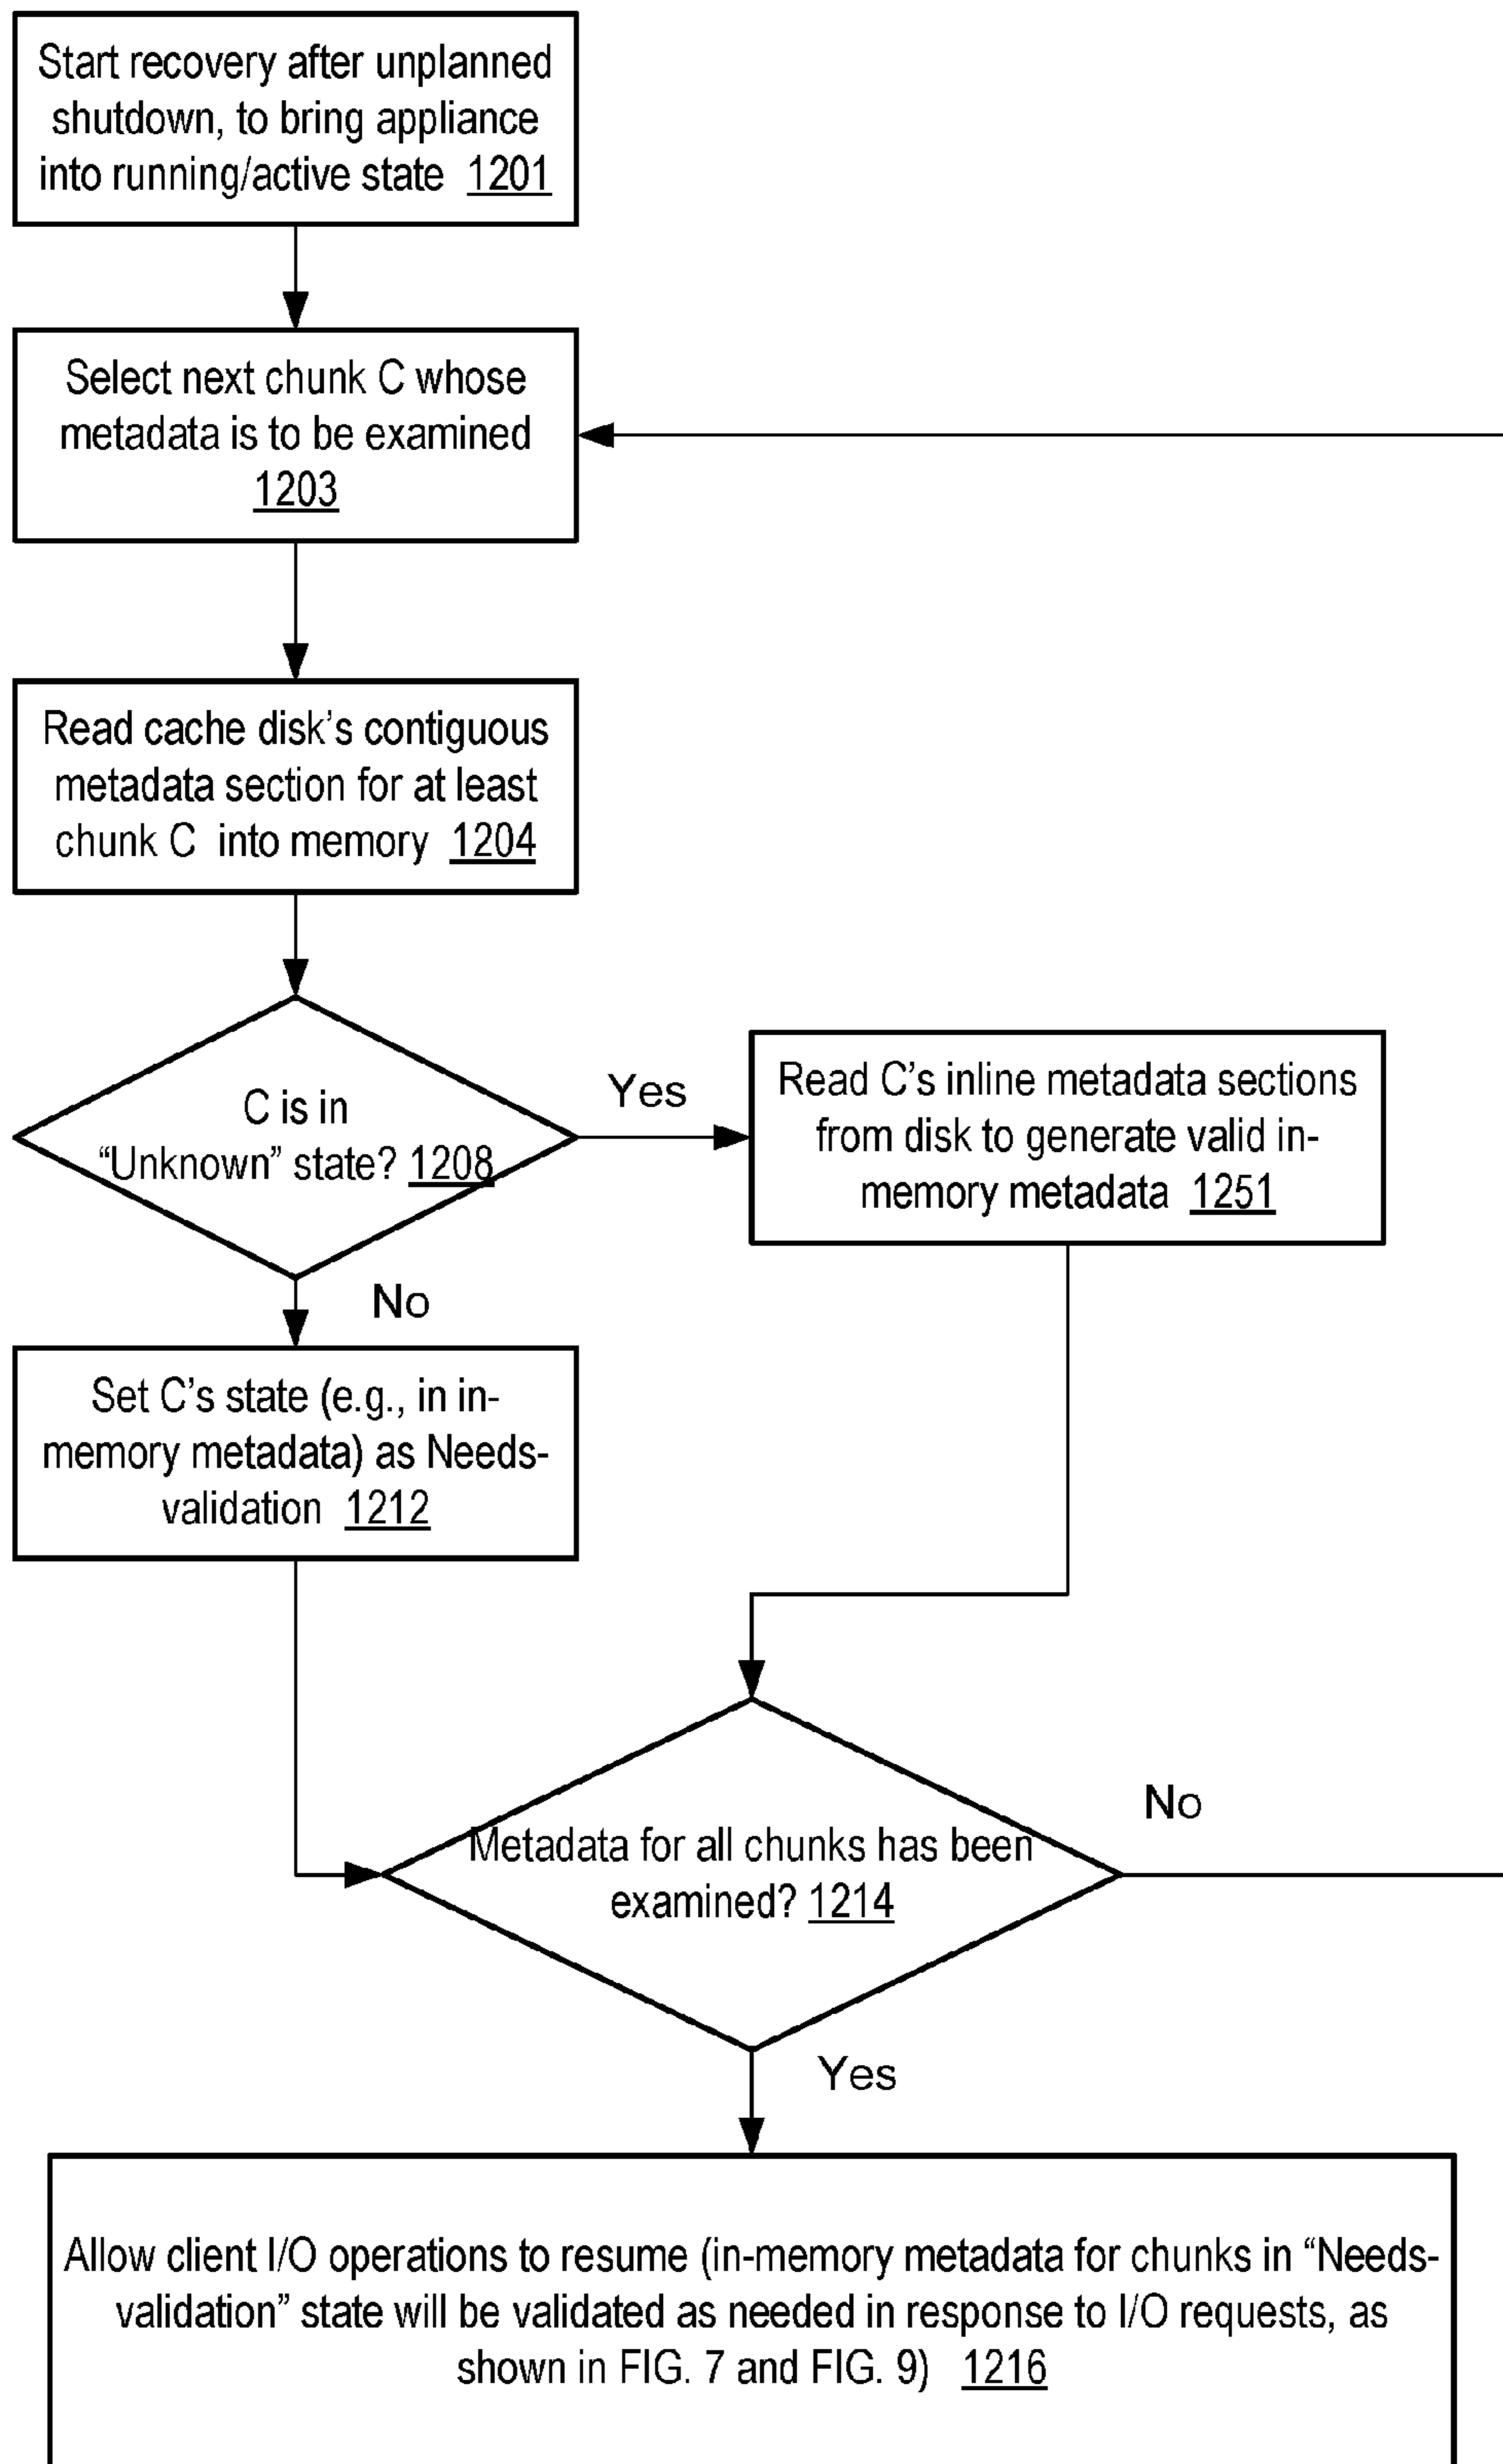 Start recovery after unplanned
shutdown, to bring appliance
into running/active state 1201
Select next chunk C whose
metadata is to be examined
1203
Read cache disk’s contiguous
metadata section for at least
chunk C into memory 1204
C is in
“Unknown” state? 1208
Yes
Read C’s inline metadata sections
from disk to generate valid in-
memory metadata 1251
No
Set C’s state (e.g., in in-
memory metadata) as Needs-
validation 1212
No
Metadata for all chunks has been
examined? 1214
Yes
Allow client I/O operations to resume (in-memory metadata for chunks in “Needs-
validation” state will be validated as needed in response to I/O requests, as
shown in FIG. 7 and FIG. 9) 1216